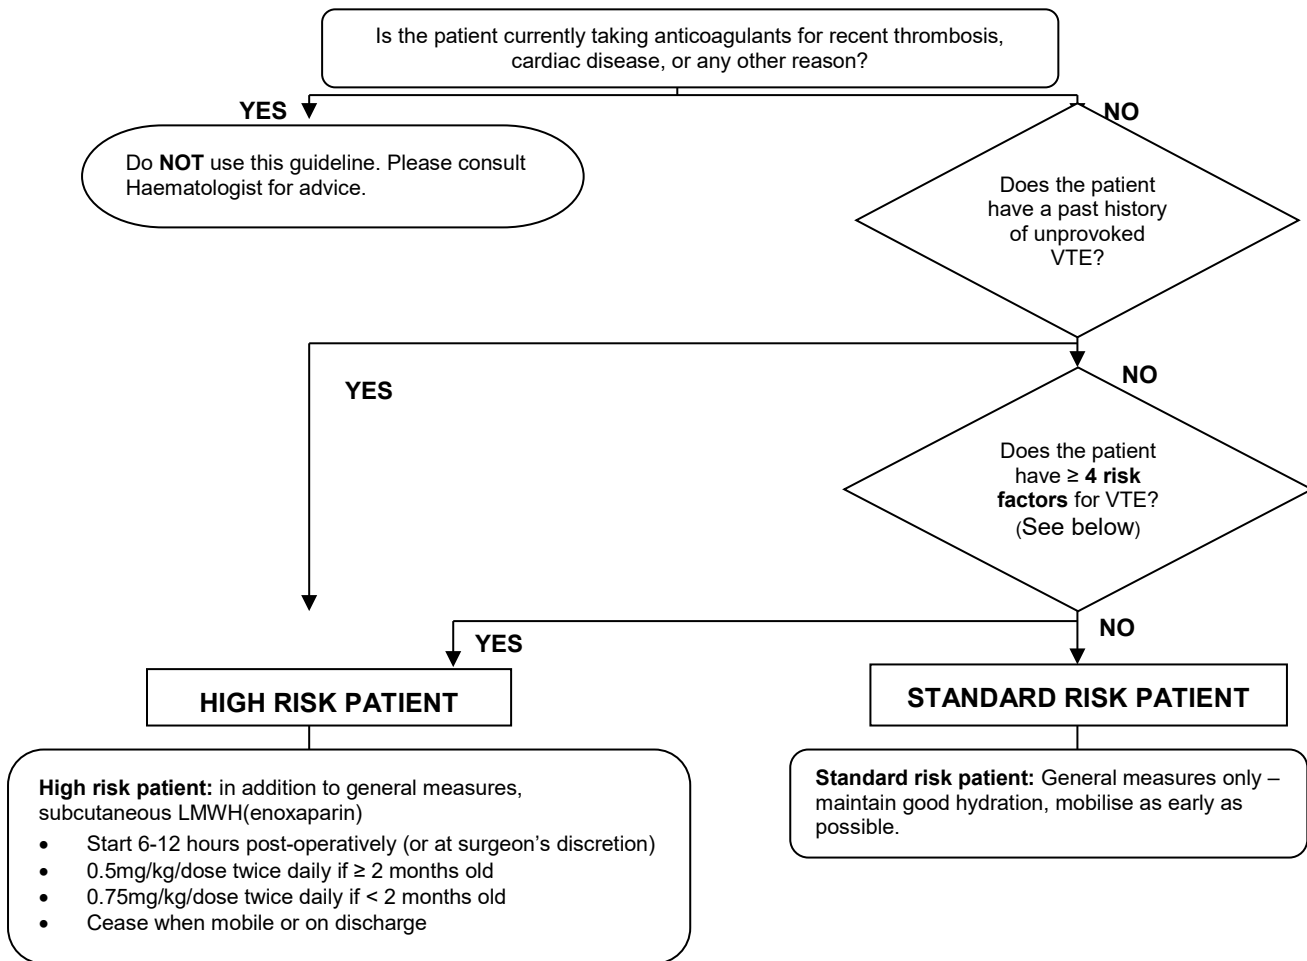 Is the patient currently taking anticoagulants for recent thrombosis,
cardiac disease, or any other reason?
YES
NO
Do NOT use this guideline. Please consult
Haematologist for advice.
Does the patient
have a past history
of unprovoked
VTE?
YES
NO
Does the patient
have ≥ 4 risk
factors for VTE?
(See below)
YES
NO
HIGH RISK PATIENT
STANDARD RISK PATIENT
High risk patient: in addition to general measures,
subcutaneous LMWH(enoxaparin)
• Start 6-12 hours post-operatively (or at surgeon's discretion)
• 0.5mg/kg/dose twice daily if ≥ 2 months old
• 0.75mg/kg/dose twice daily if < 2 months old
• Cease when mobile or on discharge
Standard risk patient: General measures only –
maintain good hydration, mobilise as early as
possible.